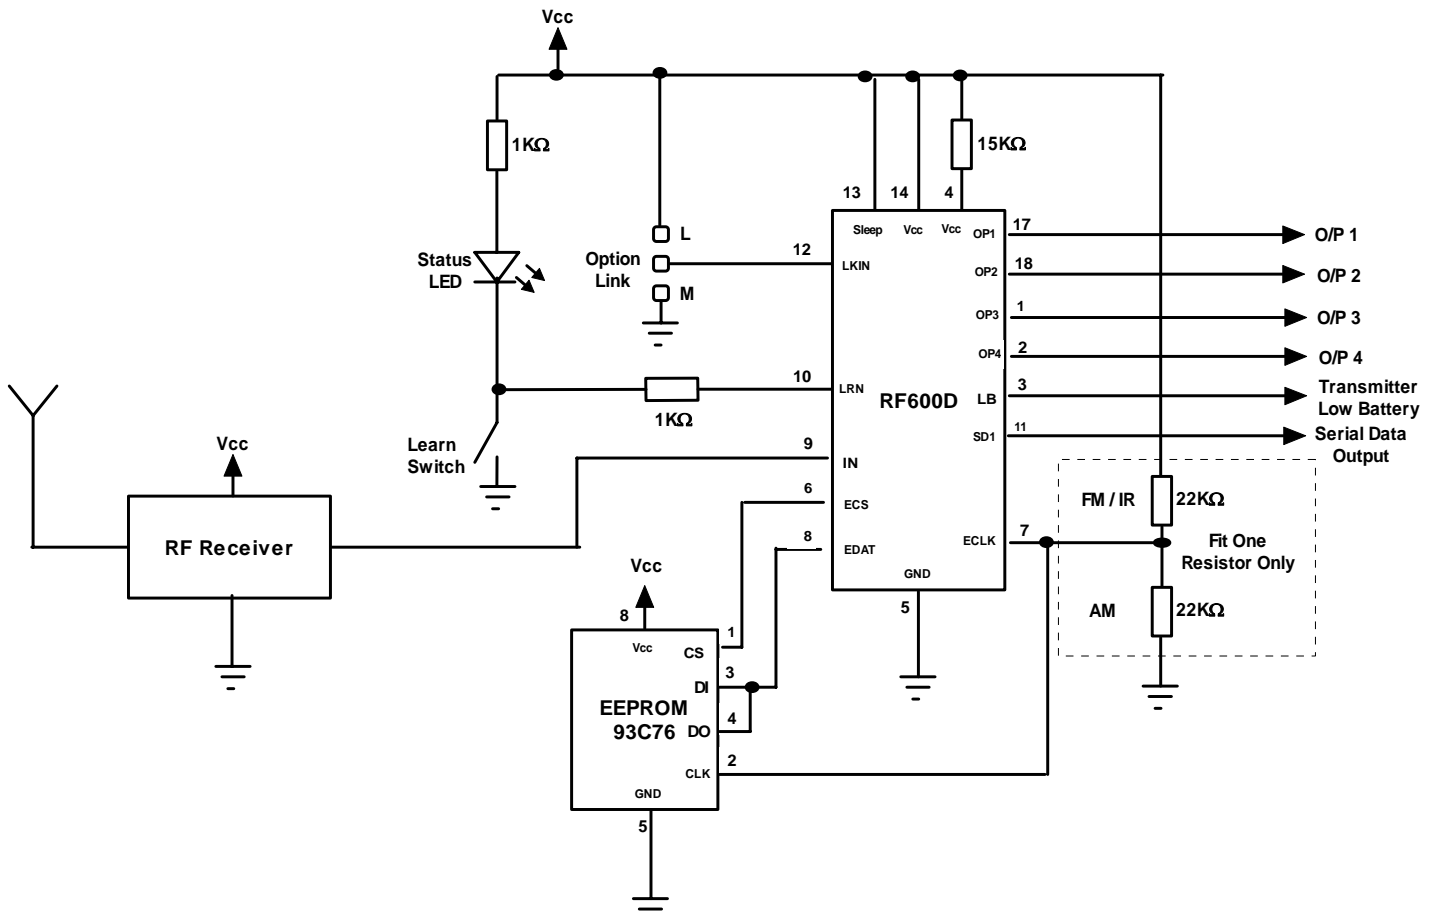 Vcc
1KΩ
15KΩ
13
14
4
Sleep
Vcc
Vcc
OP1
17
O/P 1
L
Option
Link
M
12
LKIN
Status
LED
OP2
18
O/P 2
OP3
1
O/P 3
OP4
2
O/P 4
10
LRN
1KΩ
RF600D
LB
3
Transmitter
Low Battery
SD1
11
Serial Data
Output
Learn
Switch
9
IN
Vcc
RF Receiver
6
ECS
8
EDAT
ECLK
7
GND
5
FM / IR
22KΩ
Fit One
Resistor Only
AM
22KΩ
Vcc
8
Vcc
CS
1
DI
3
EEPROM
93C76
DO
4
CLK
2
GND
5